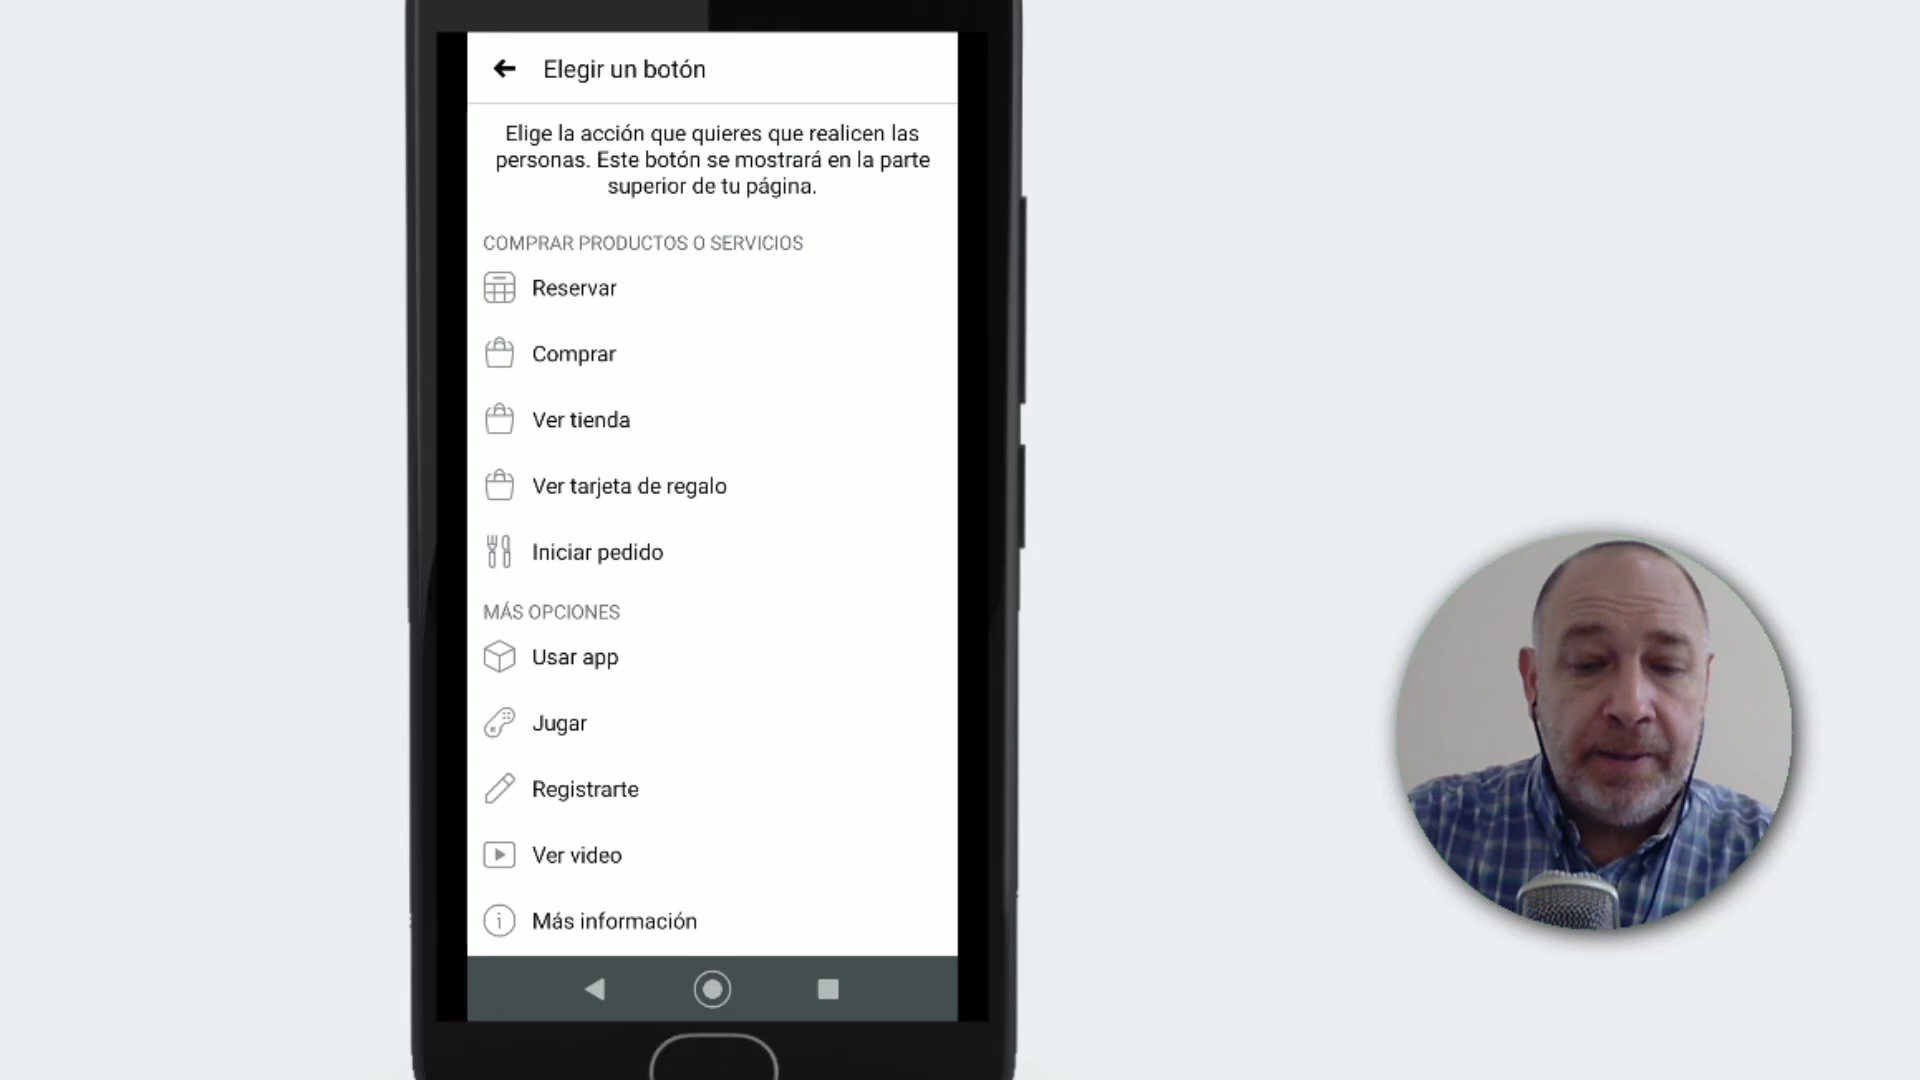 Elegir un botón
Elige la acción que quieres que realicen las
personas. Este botón se mostrará en la parte
superior de tu página.
COMPRAR PRODUCTOS O SERVICIOS
Reservar
Comprar
Ver tienda
Ver tarjeta de regalo
Iniciar pedido
MÁS OPCIONES
Usar app
Jugar
Registrarte
Ver video
Más información